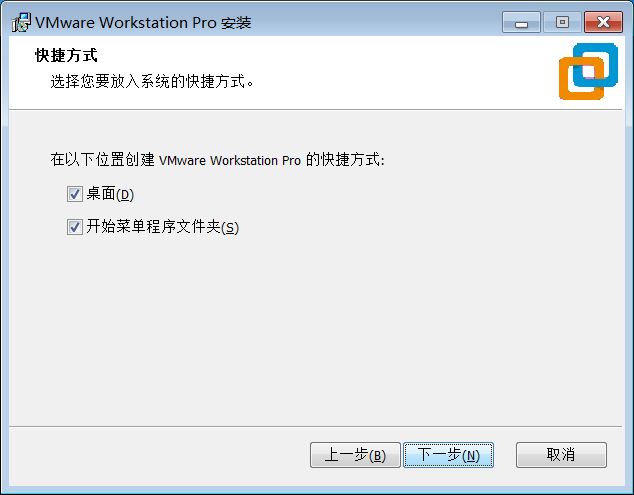 VMware Workstation Pro 安装
快捷方式
选择您要放入系统的快捷方式。
在以下位置创建 VMware Workstation Pro 的快捷方式:
桌面(D)
开始菜单程序文件夹(S)
上一步(B) 下一步(N) 取消